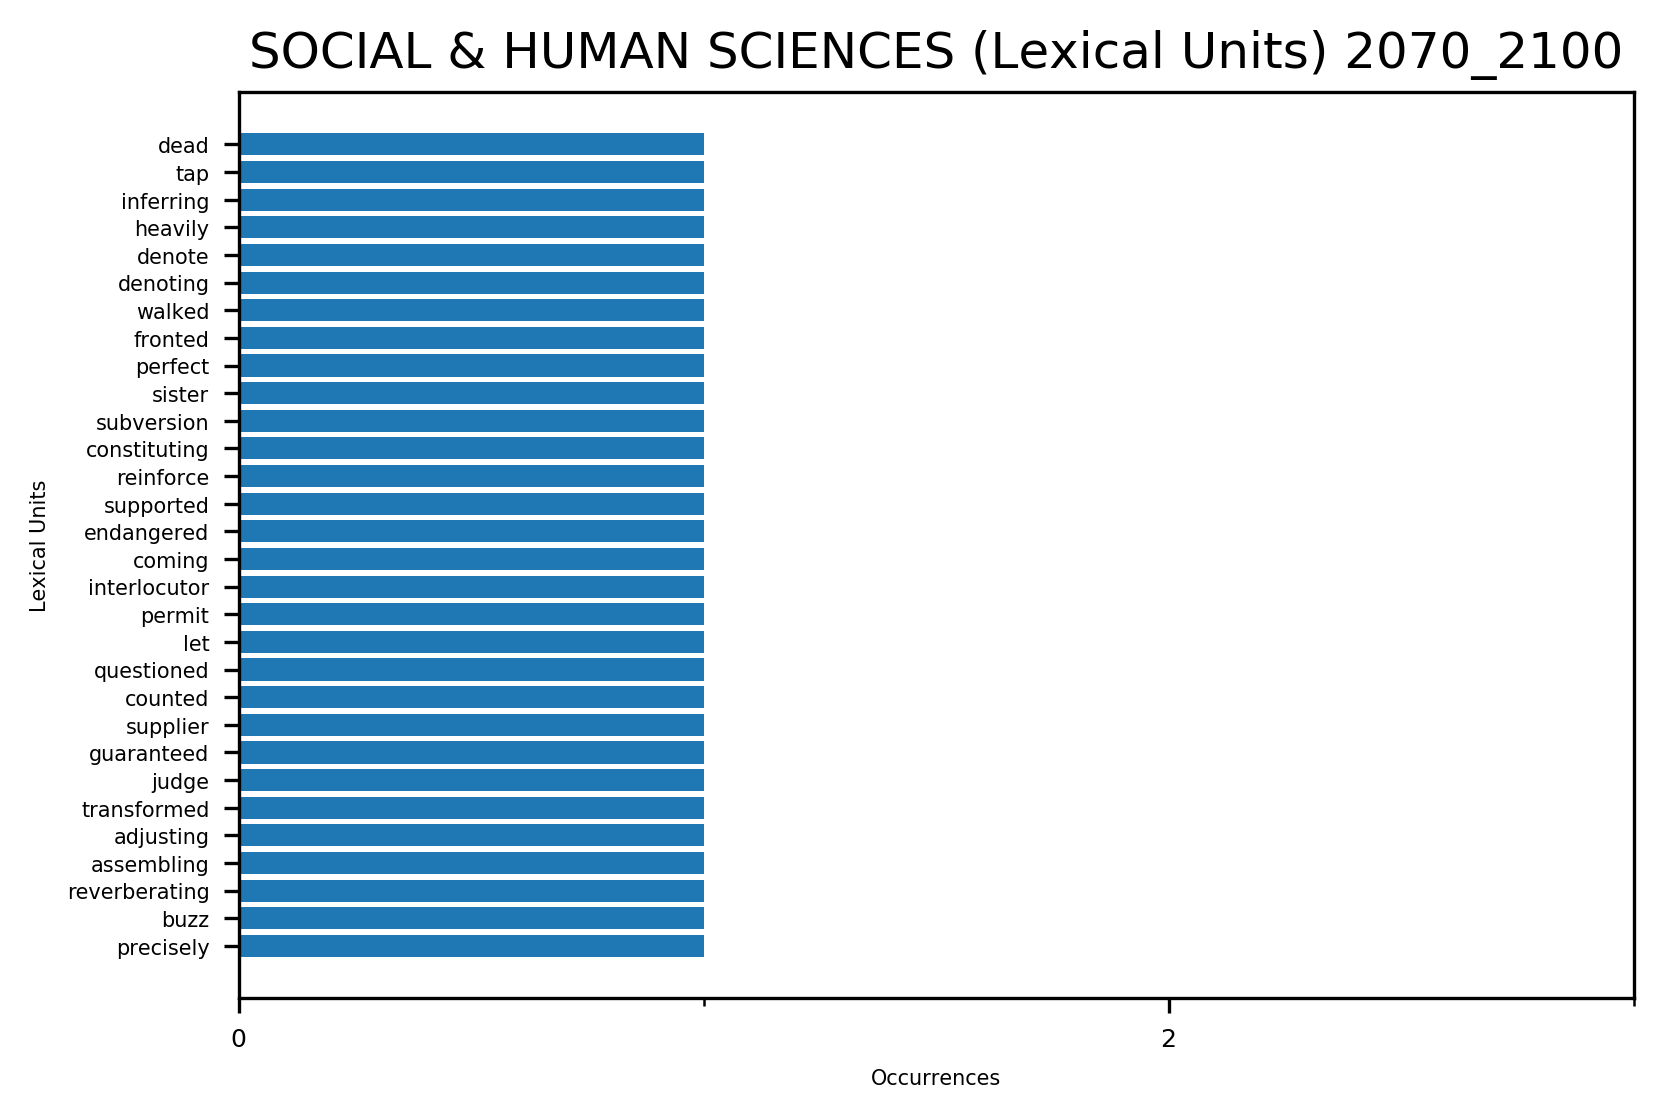 SOCIAL & HUMAN SCIENCES (Lexical Units) 2070_2100
dead
tap
inferring
heavily
denote
denoting
walked
fronted
perfect
sister
subversion
constituting
reinforce
supported
endangered
coming
interlocutor
permit
let
questioned
counted
supplier
guaranteed
judge
transformed
adjusting
assembling
reverberating
buzz
precisely
Lexical Units
0
2
Occurrences